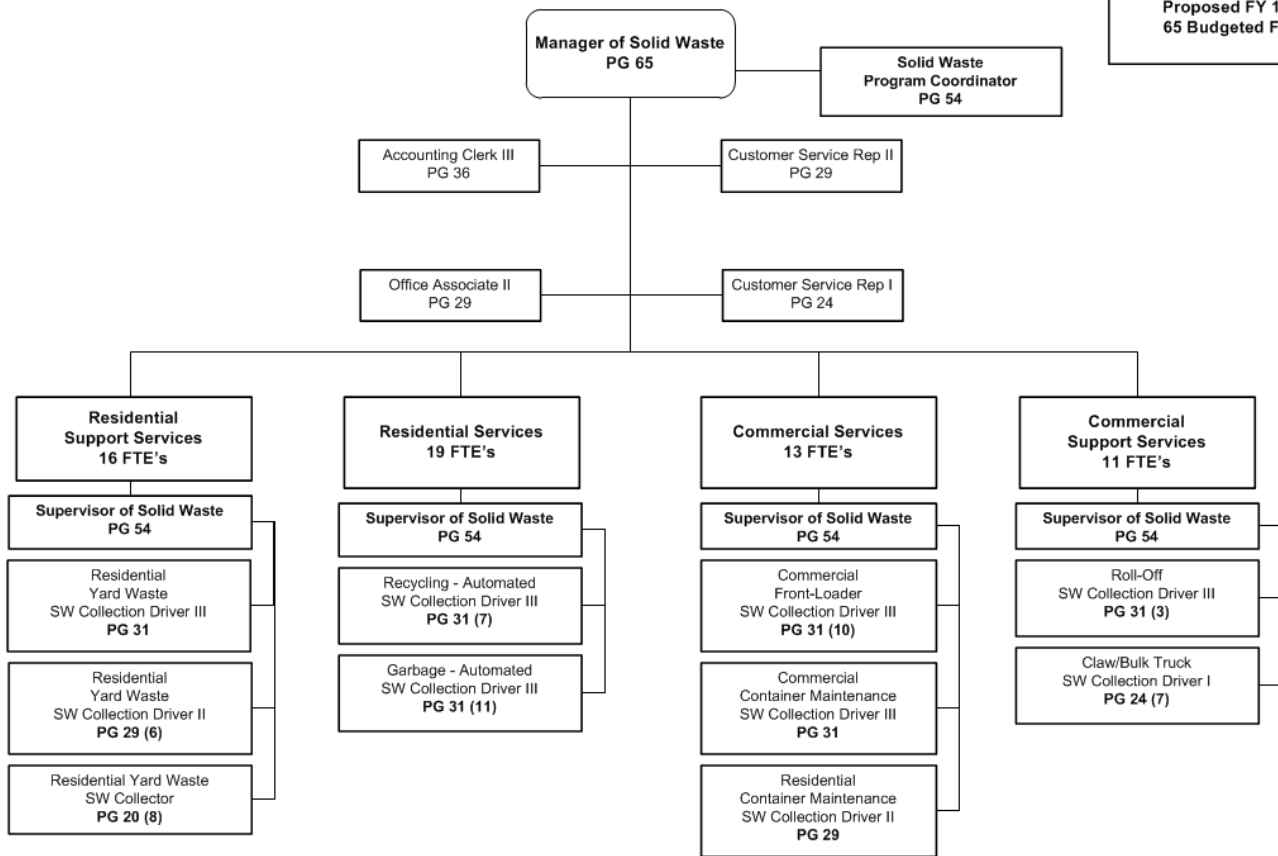 Proposed FY 1
65 Budgeted F
Manager of Solid Waste
PG 65
Solid Waste
Program Coordinator
PG 54
Accounting Clerk III
PG 36
Customer Service Rep II
PG 29
Office Associate II
PG 29
Customer Service Rep I
PG 24
Residential
Support Services
16 FTE's
Supervisor of Solid Waste
PG 54
Residential
Yard Waste
SW Collection Driver III
PG 31
Residential
Yard Waste
SW Collection Driver II
PG 29 (6)
Residential Yard Waste
SW Collector
PG 20 (8)
Residential Services
19 FTE's
Supervisor of Solid Waste
PG 54
Recycling - Automated
SW Collection Driver III
PG 31 (7)
Garbage - Automated
SW Collection Driver III
PG 31 (11)
Commercial Services
13 FTE's
Supervisor of Solid Waste
PG 54
Commercial
Front-Loader
SW Collection Driver III
PG 31 (10)
Commercial
Container Maintenance
SW Collection Driver III
PG 31
Residential
Container Maintenance
SW Collection Driver II
PG 29
Commercial
Support Services
11 FTE's
Supervisor of Solid Waste
PG 54
Roll-Off
SW Collection Driver III
PG 31 (3)
Claw/Bulk Truck
SW Collection Driver I
PG 24 (7)